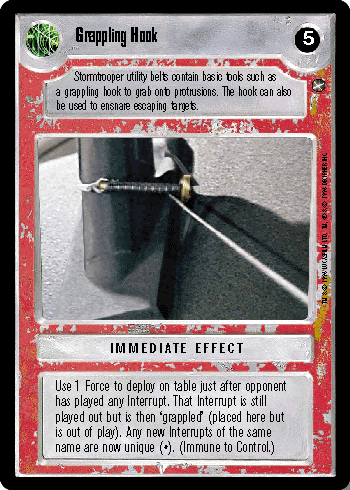 Grappling Hook
5
Stormtrooper utility belts contain basic tools such as
a grappling hook to grab onto protrusions. The hook can also
be used to ensnare escaping targets.
IMMEDIATE EFFECT
Use 1 Force to deploy on table just after opponent
has played any Interrupt. That Interrupt is still
played out but is then 'grappled' (placed here but
is out of play). Any new Interrupts of the same
name are now unique (•). (Immune to Control.)